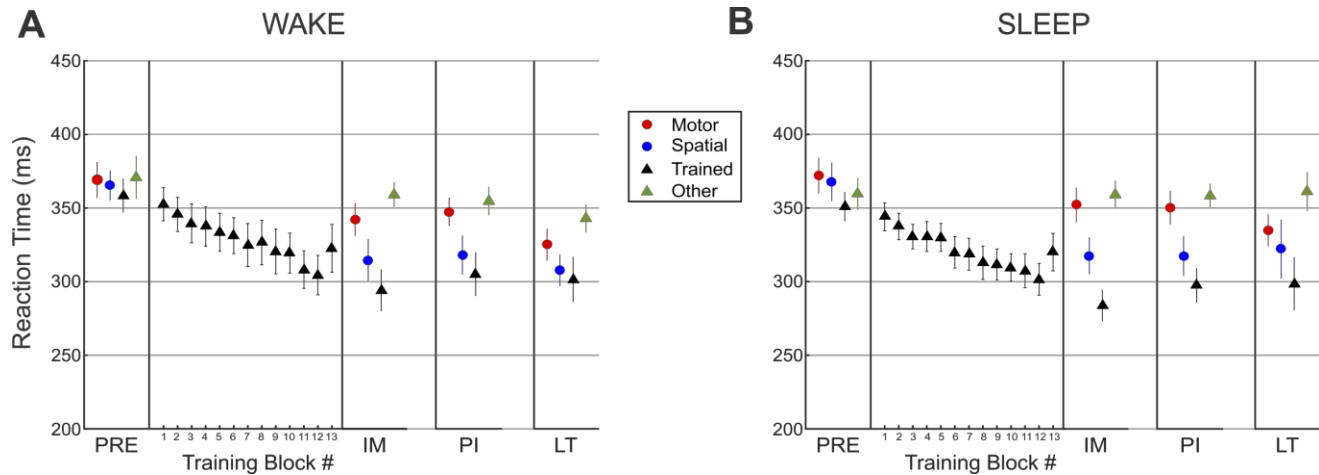 A
WAKE
450
400
350
300
250
200
Reaction Time (ms)
PRE
1 2 3 4 5 6 7 8 9 10 11 12 13
Training Block #
IM
PI
LT
Motor
Spatial
Trained
Other
B
SLEEP
450
400
350
300
250
200
PRE
1 2 3 4 5 6 7 8 9 10 11 12 13
Training Block #
IM
PI
LT